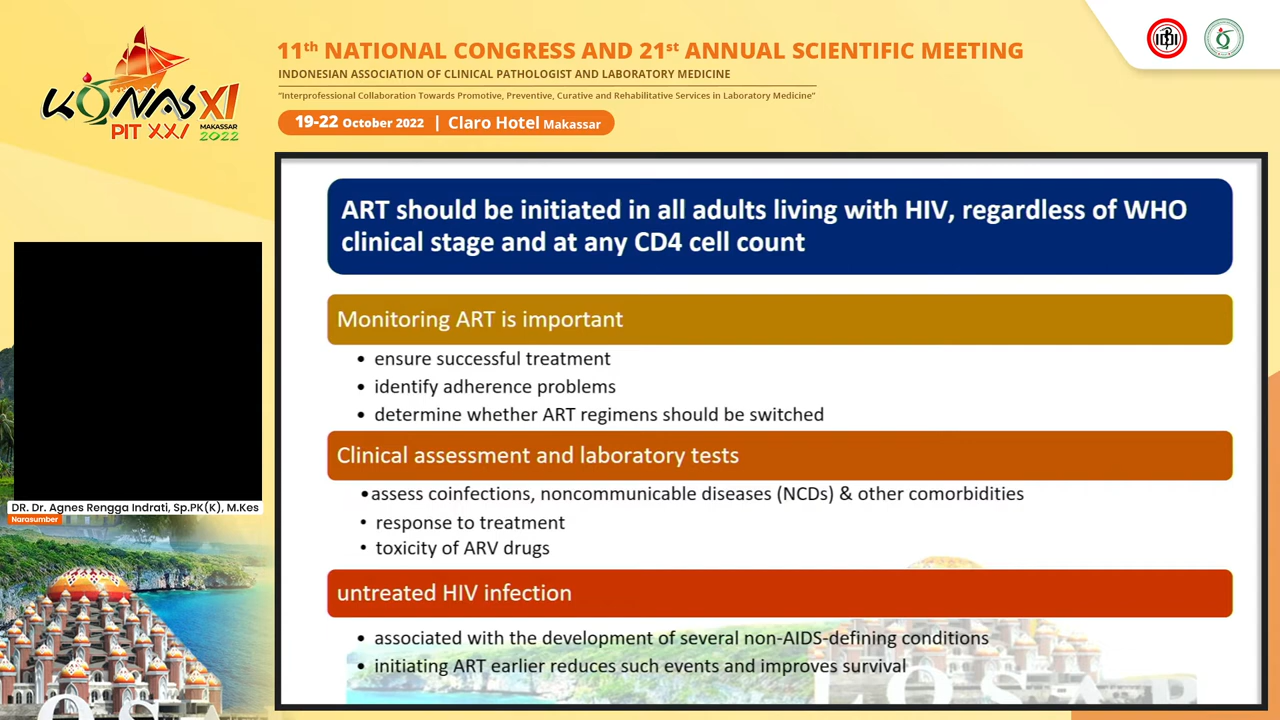 KONAS XI
PIT XXI
MAKASSAR
2022
11th NATIONAL CONGRESS AND 21st ANNUAL SCIENTIFIC MEETING
INDONESIAN ASSOCIATION OF CLINICAL PATHOLOGIST AND LABORATORY MEDICINE
"Interprofessional Collaboration Towards Promotive, Preventive, Curative and Rehabilitative Services in Laboratory Medicine"
19-22 October 2022 | Claro Hotel Makassar
IDI
ART should be initiated in all adults living with HIV, regardless of WHO
clinical stage and at any CD4 cell count
Monitoring ART is important
• ensure successful treatment
• identify adherence problems
• determine whether ART regimens should be switched
Clinical assessment and laboratory tests
•assess coinfections, noncommunicable diseases (NCDs) & other comorbidities
• response to treatment
• toxicity of ARV drugs
untreated HIV infection
• associated with the development of several non-AIDS-defining conditions
• initiating ART earlier reduces such events and improves survival
DR. Dr. Agnes Rengga Indrati, Sp.PK(K), M.Kes
Narasumber
LOSAR
O S A